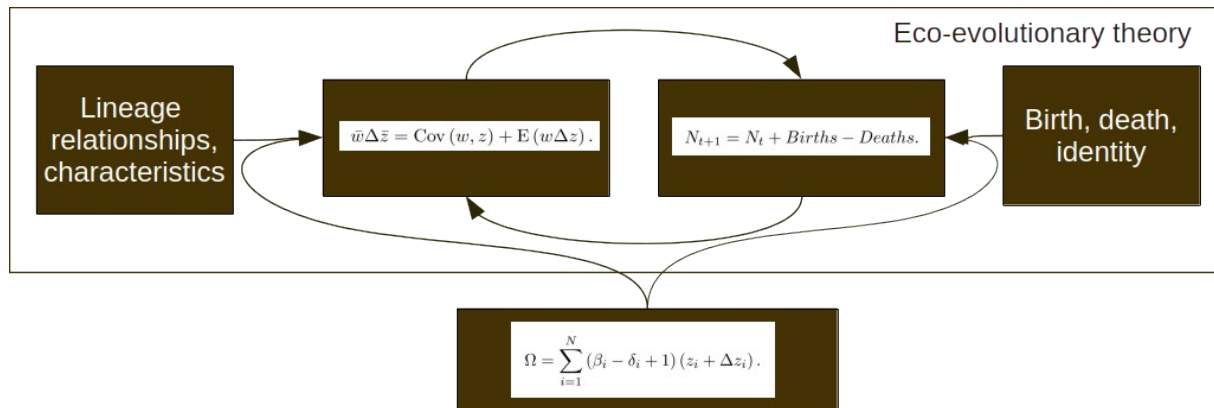 Eco-evolutionary theory
Lineage
relationships,
characteristics
w̄Δz̄ = Cov (w, z) + E (wΔz) .
N_{t+1} = N_t + Births − Deaths.
Birth, death,
identity
Ω = ∑_{i=1}^{N} (β_i − δ_i + 1) (z_i + Δz_i) .